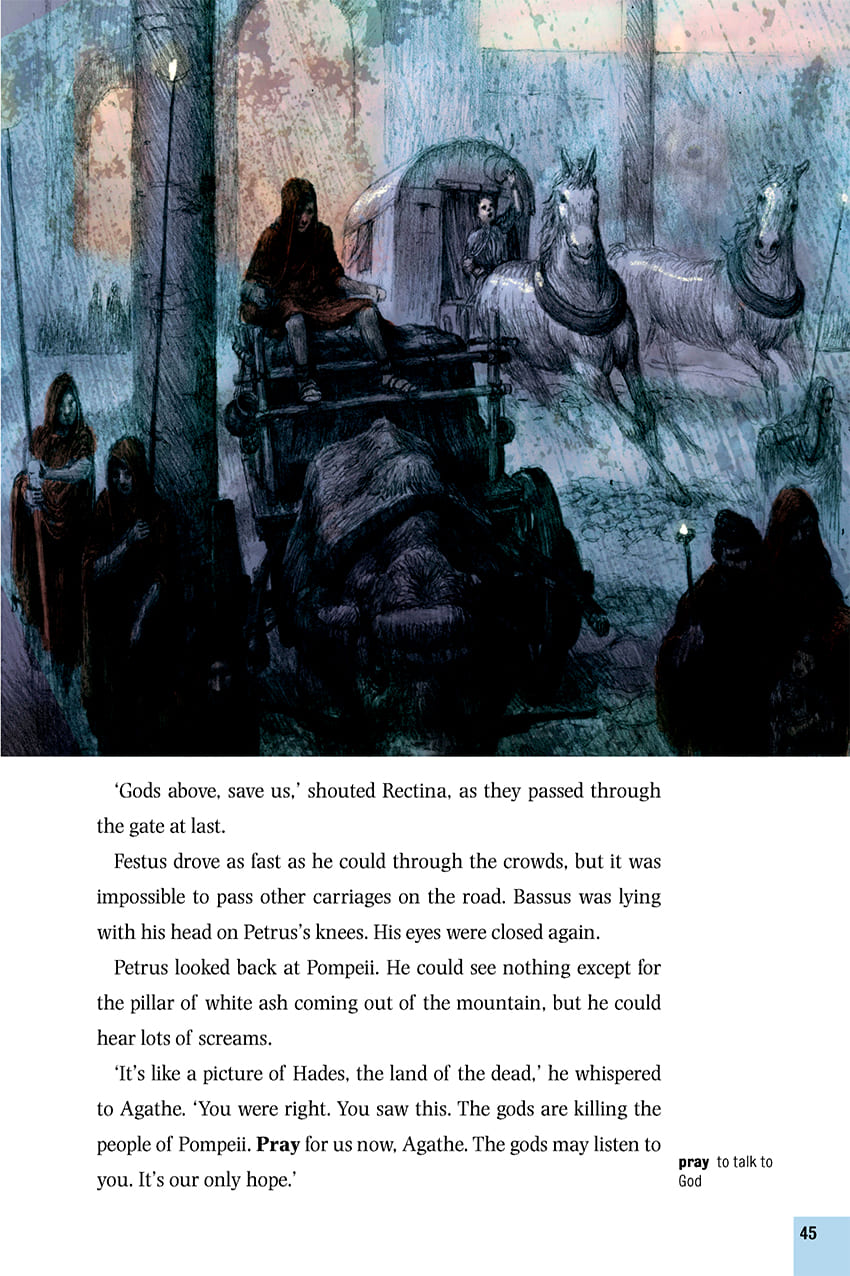 ‘Gods above, save us,’ shouted Rectina, as they passed through
the gate at last.
Festus drove as fast as he could through the crowds, but it was
impossible to pass other carriages on the road. Bassus was lying
with his head on Petrus’s knees. His eyes were closed again.
Petrus looked back at Pompeii. He could see nothing except for
the pillar of white ash coming out of the mountain, but he could
hear lots of screams.
‘It’s like a picture of Hades, the land of the dead,’ he whispered
to Agathe. ‘You were right. You saw this. The gods are killing the
people of Pompeii. Pray for us now, Agathe. The gods may listen to
you. It’s our only hope.’
pray to talk to
God
45